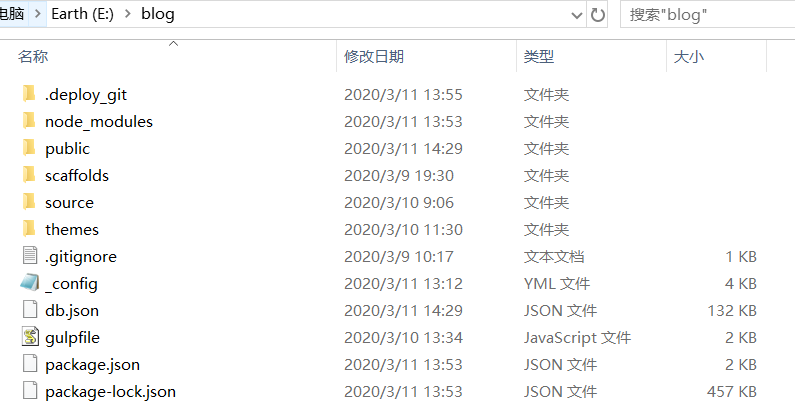 电脑 > Earth (E:) > blog 搜索"blog"
名称 修改日期 类型 大小
.deploy_git 2020/3/11 13:55 文件夹
node_modules 2020/3/11 13:53 文件夹
public 2020/3/11 14:29 文件夹
scaffolds 2020/3/9 19:30 文件夹
source 2020/3/10 9:06 文件夹
themes 2020/3/10 11:30 文件夹
.gitignore 2020/3/9 10:17 文本文档 1 KB
_config 2020/3/11 13:12 YML 文件 4 KB
db.json 2020/3/11 14:29 JSON 文件 132 KB
gulpfile 2020/3/10 13:34 JavaScript 文件 2 KB
package.json 2020/3/11 13:53 JSON 文件 2 KB
package-lock.json 2020/3/11 13:53 JSON 文件 457 KB